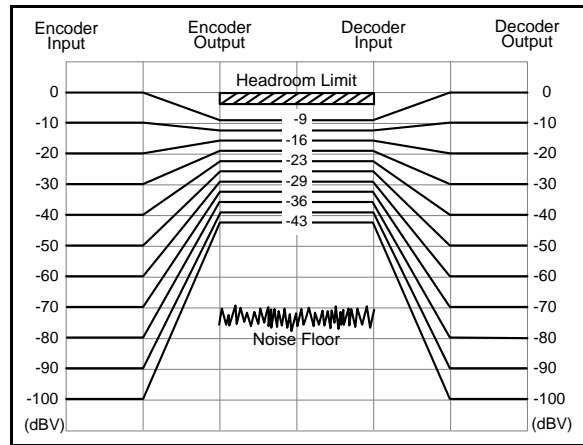 Encoder
Input
Encoder
Output
Decoder
Input
Decoder
Output
Headroom Limit
0
-10
-20
-30
-40
-50
-60
-70
-80
-90
-100
(dBV)
-9
-16
-23
-29
-36
-43
Noise Floor
0
-10
-20
-30
-40
-50
-60
-70
-80
-90
-100
(dBV)